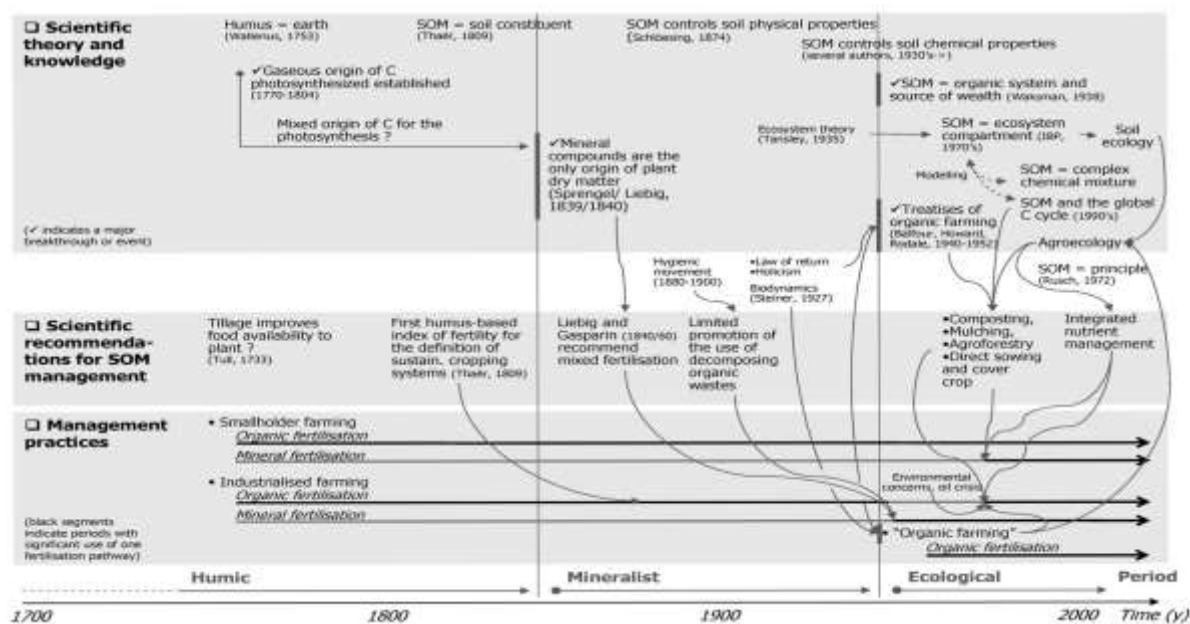 ❑ Scientific
theory and
knowledge
Humus = earth
(Wallerius, 1753)
SOM = soil constituent
(Thaër, 1809)
SOM controls soil physical properties
(Schloesing, 1874)
SOM controls soil chemical properties
(several authors, 1930's->)
✓Gaseous origin of C
photosynthesized established
(1770-1804)
✓SOM = organic system and
source of wealth (Waksman, 1938)
Mixed origin of C for the
photosynthesis ?
Ecosystem theory
(Tansley, 1935)
SOM = ecosystem
compartment (IBP,
1970's)
Soil
ecology
✓Mineral
compounds are the
only origin of plant
dry matter
(Sprengel/ Liebig,
1839/1840)
Modelling
SOM = complex
chemical mixture
SOM and the global
C cycle (1990's)
✓Treatises of
organic farming
(Balfour, Howard,
Rodale, 1940-1952)
Agroecology
(✓ indicates a major
breakthrough or event)
Hygienic
movement
(1880-1900)
•Law of return
•Holicism
Biodynamics
(Steiner, 1927)
SOM = principle
(Rusch, 1972)
❑ Scientific
recommenda-
tions for SOM
management
Tillage improves
food availability to
plant ?
(Tull, 1733)
First humus-based
index of fertility for
the definition of
sustain. cropping
systems (Thaër, 1809)
Liebig and
Gasparin (1840/60)
recommend
mixed fertilisation
Limited
promotion of
the use of
decomposing
organic
wastes
•Composting,
•Mulching,
•Agroforestry
•Direct sowing
and cover
crop
Integrated
nutrient
management
❑ Management
practices
• Smallholder farming
Organic fertilisation
Mineral fertilisation
• Industrialised farming
Organic fertilisation
Mineral fertilisation
Environmental
concerns, oil crisis
(black segments
indicate periods with
significant use of one
fertilisation pathway)
• "Organic farming"
Organic fertilisation
Humic
Mineralist
Ecological
Period
1700
1800
1900
2000
Time (y)